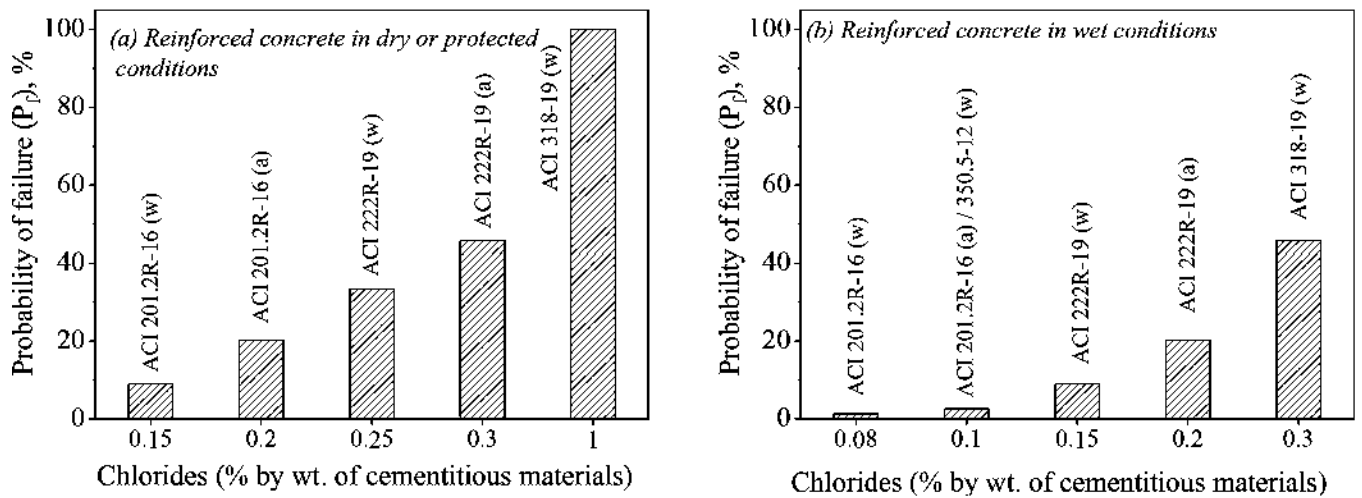 (a) Reinforced concrete in dry or protected
conditions
Probability of failure (Pf), %
100
80
60
40
20
0
ACI 201.2R-16 (w)
ACI 201.2R-16 (a)
ACI 222R-19 (w)
ACI 222R-19 (a)
ACI 318-19 (w)
0.15 0.2 0.25 0.3 1
Chlorides (% by wt. of cementitious materials)
(b) Reinforced concrete in wet conditions
Probability of failure (Pf), %
100
80
60
40
20
0
ACI 201.2R-16 (w)
ACI 201.2R-16 (a) / 350.5-12 (w)
ACI 222R-19 (w)
ACI 222R-19 (a)
ACI 318-19 (w)
0.08 0.1 0.15 0.2 0.3
Chlorides (% by wt. of cementitious materials)